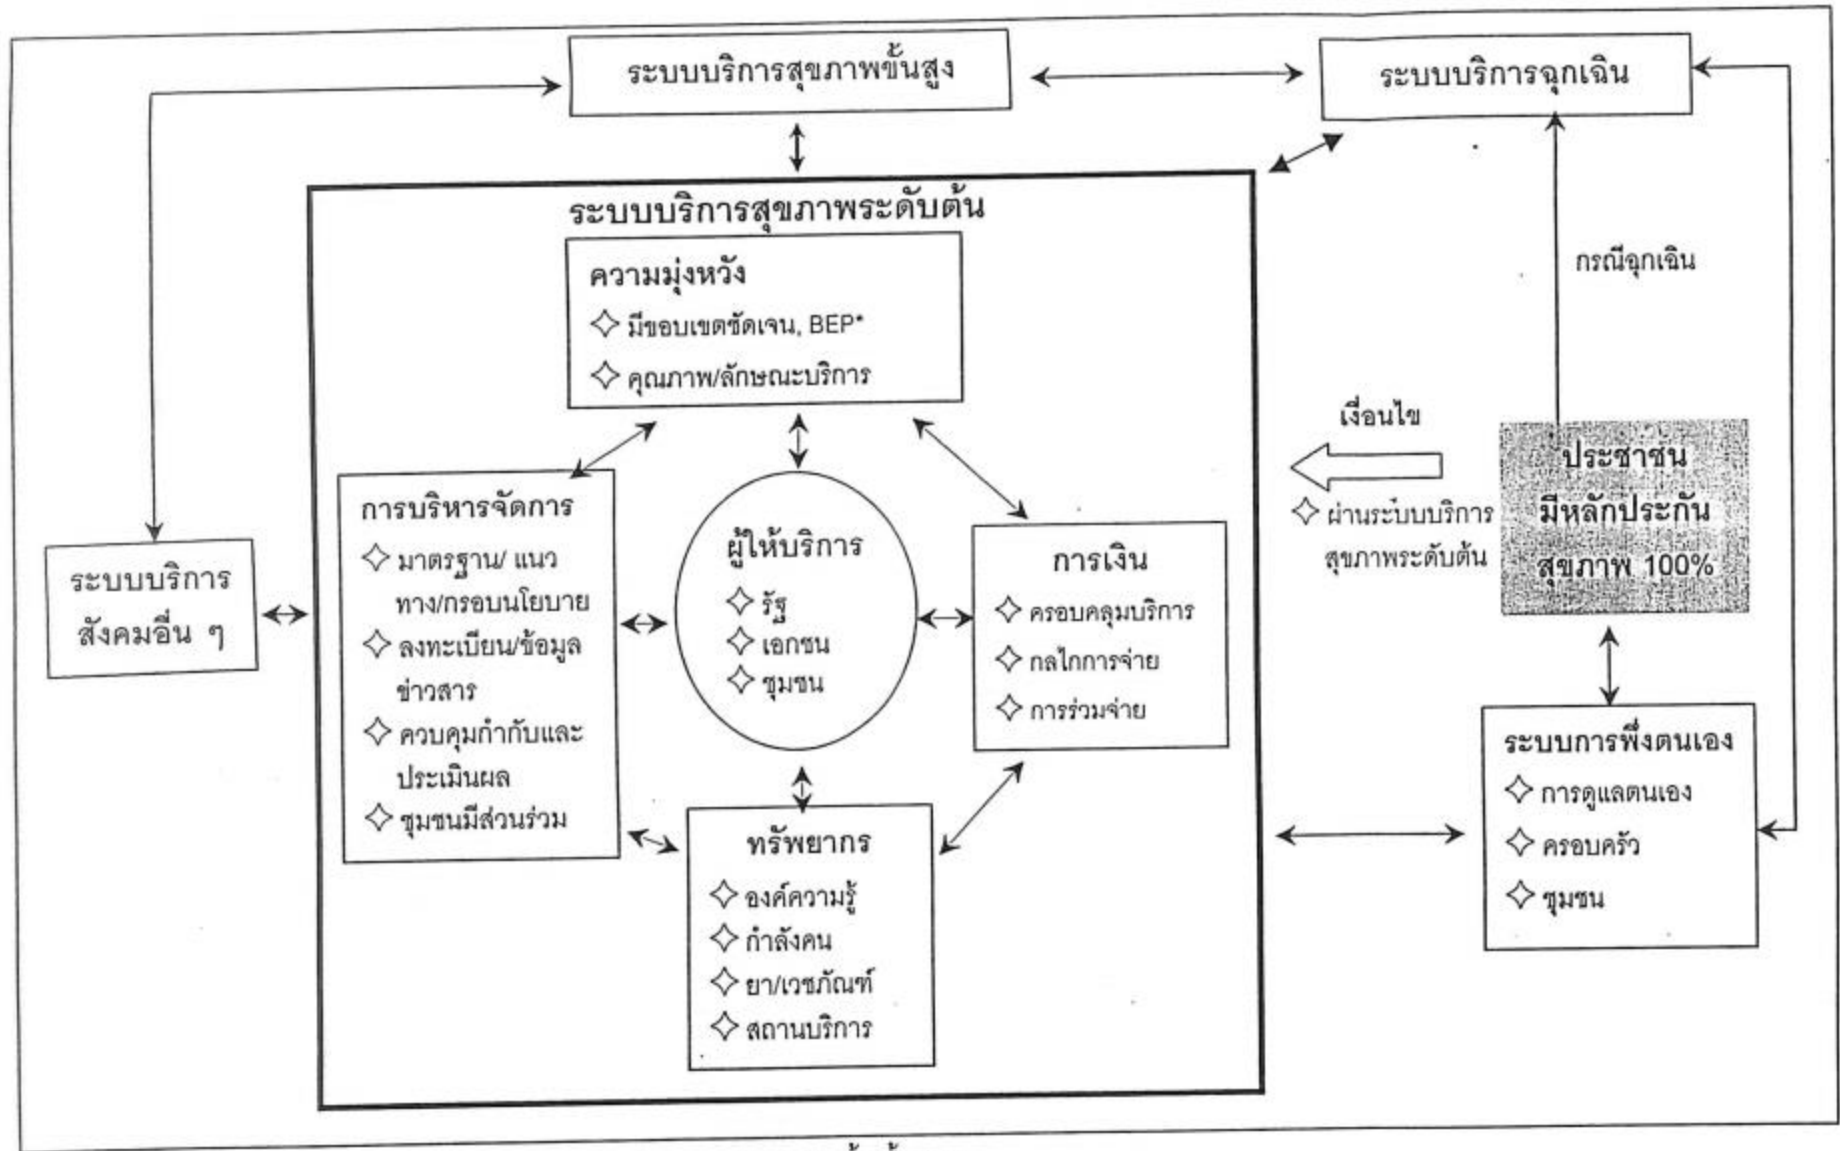 ระบบบริการสุขภาพขั้นสูง
ระบบบริการฉุกเฉิน
ระบบบริการสุขภาพระดับต้น
ความมุ่งหวัง
มีขอบเขตชัดเจน, BEP*
คุณภาพ/ลักษณะบริการ
กรณีฉุกเฉิน
เงื่อนไข
ผ่านระบบบริการ
สุขภาพระดับต้น
ประชาชน
มีหลักประกัน
สุขภาพ 100%
การบริหารจัดการ
มาตรฐาน/ แนว
ทาง/กรอบนโยบาย
ลงทะเบียน/ข้อมูล
ข่าวสาร
ควบคุมกำกับและ
ประเมินผล
ชุมชนมีส่วนร่วม
ผู้ให้บริการ
รัฐ
เอกชน
ชุมชน
การเงิน
ครอบคลุมบริการ
กลไกการจ่าย
การร่วมจ่าย
ระบบบริการ
สังคมอื่น ๆ
ระบบการพึ่งตนเอง
การดูแลตนเอง
ครอบครัว
ชุมชน
ทรัพยากร
องค์ความรู้
กำลังคน
ยา/เวชภัณฑ์
สถานบริการ